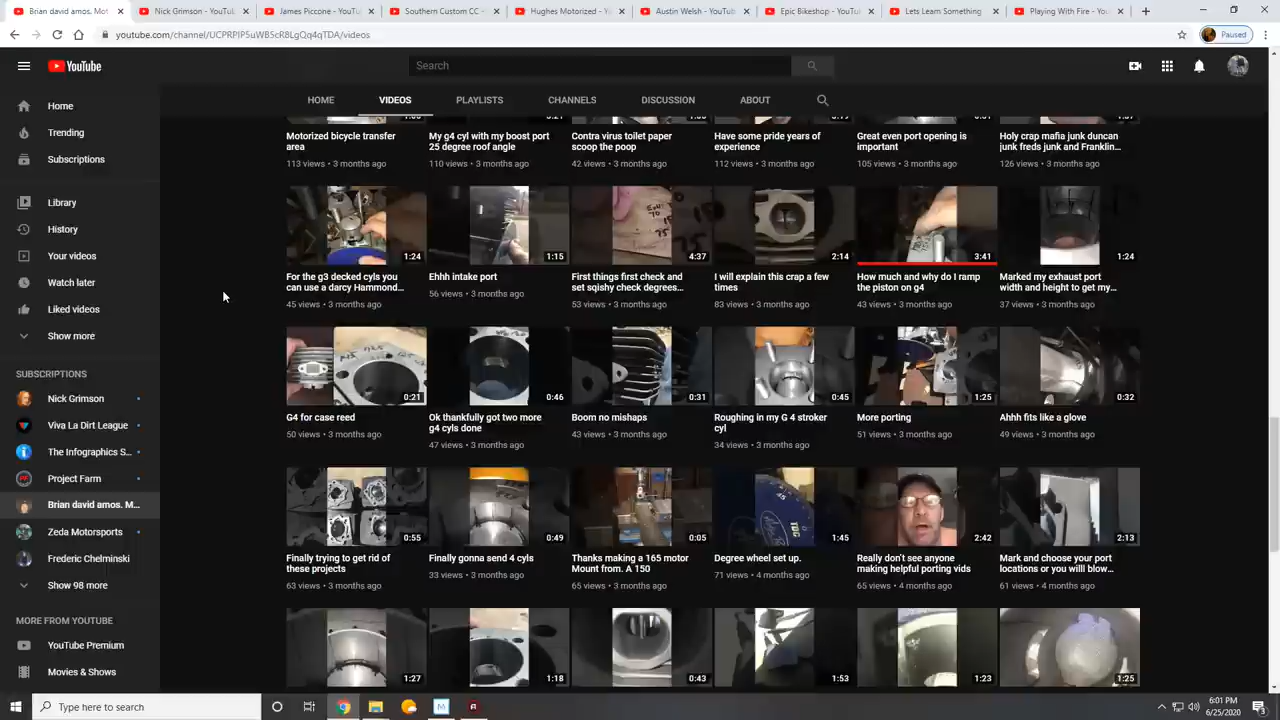 Brian david amos. Mot
Nick Grimson - YouTube
James Piccone - YouTube
Southern Custom CC -
Hughes Motorized - Yo
Austin Welsh - YouTub
Epic Bikeshop - YouTub
Lets Learn Something
Playing With Fire - You
youtube.com/channel/UCPRPIP5uWB5cR8LgQq4qTDA/videos
Paused
YouTube
Search
HOME
VIDEOS
PLAYLISTS
CHANNELS
DISCUSSION
ABOUT
Home
Trending
Subscriptions
Library
History
Your videos
Watch later
Liked videos
Show more
SUBSCRIPTIONS
Nick Grimson
Viva La Dirt League
The Infographics S...
Project Farm
Brian david amos. M...
Zeda Motorsports
Frederic Chelminski
Show 98 more
MORE FROM YOUTUBE
YouTube Premium
Movies & Shows
Motorized bicycle transfer
area
113 views • 3 months ago
My g4 cyl with my boost port
25 degree roof angle
110 views • 3 months ago
Contra virus toilet paper
scoop the poop
42 views • 3 months ago
Have some pride years of
experience
112 views • 3 months ago
Great even port opening is
important
105 views • 3 months ago
Holy crap mafia junk duncan
junk freds junk and Franklin...
126 views • 3 months ago
1:24
For the g3 decked cyls you
can use a darcy Hammond...
45 views • 3 months ago
1:15
Ehhh intake port
56 views • 3 months ago
4:37
First things first check and
set sqishy check degrees...
53 views • 3 months ago
2:14
I will explain this crap a few
times
83 views • 3 months ago
3:41
How much and why do I ramp
the piston on g4
43 views • 3 months ago
1:24
Marked my exhaust port
width and height to get my...
37 views • 3 months ago
0:21
G4 for case reed
50 views • 3 months ago
0:46
Ok thankfully got two more
g4 cyls done
47 views • 3 months ago
0:31
Boom no mishaps
43 views • 3 months ago
0:45
Roughing in my G 4 stroker
cyl
34 views • 3 months ago
1:25
More porting
51 views • 3 months ago
0:32
Ahhh fits like a glove
49 views • 3 months ago
0:55
Finally trying to get rid of
these projects
63 views • 3 months ago
0:49
Finally gonna send 4 cyls
33 views • 3 months ago
0:05
Thanks making a 165 motor
Mount from. A 150
65 views • 3 months ago
1:45
Degree wheel set up.
71 views • 4 months ago
2:42
Really don't see anyone
making helpful porting vids
65 views • 4 months ago
2:13
Mark and choose your port
locations or you willl blow...
61 views • 4 months ago
1:27
1:18
0:43
1:53
1:23
1:25
Type here to search
6:01 PM
6/25/2020